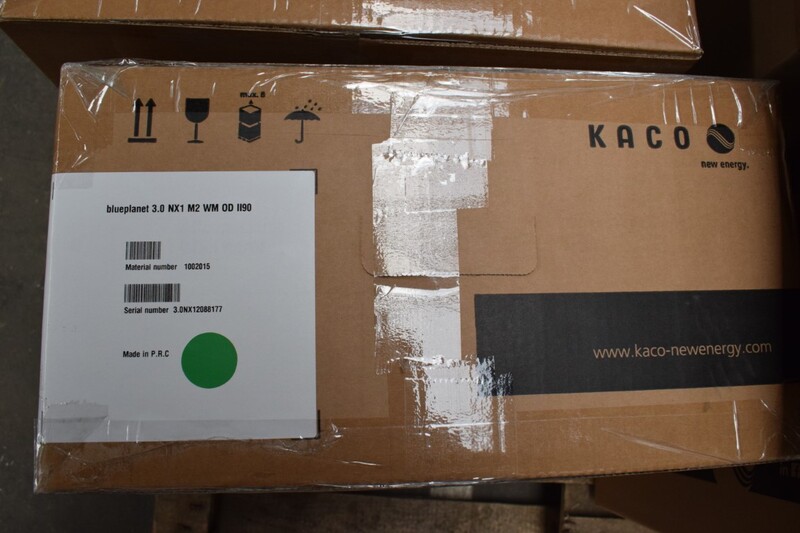 max. 8
KACO
new energy.
blueplanet 3.0 NX1 M2 WM OD II90
Material number 1002015
Serial number 3.0NX12088177
Made in P.R.C
www.kaco-newenergy.com